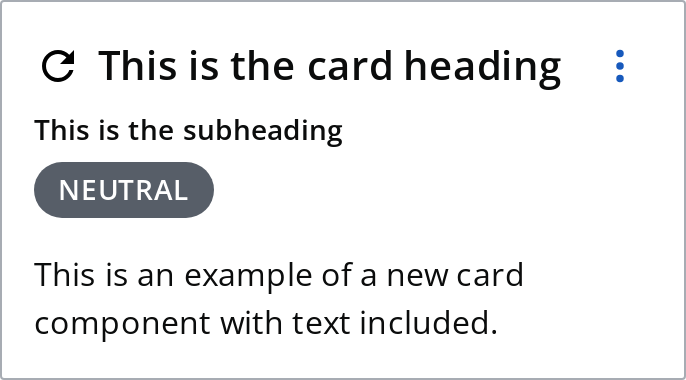 This is the card heading
This is the subheading
NEUTRAL
This is an example of a new card
component with text included.